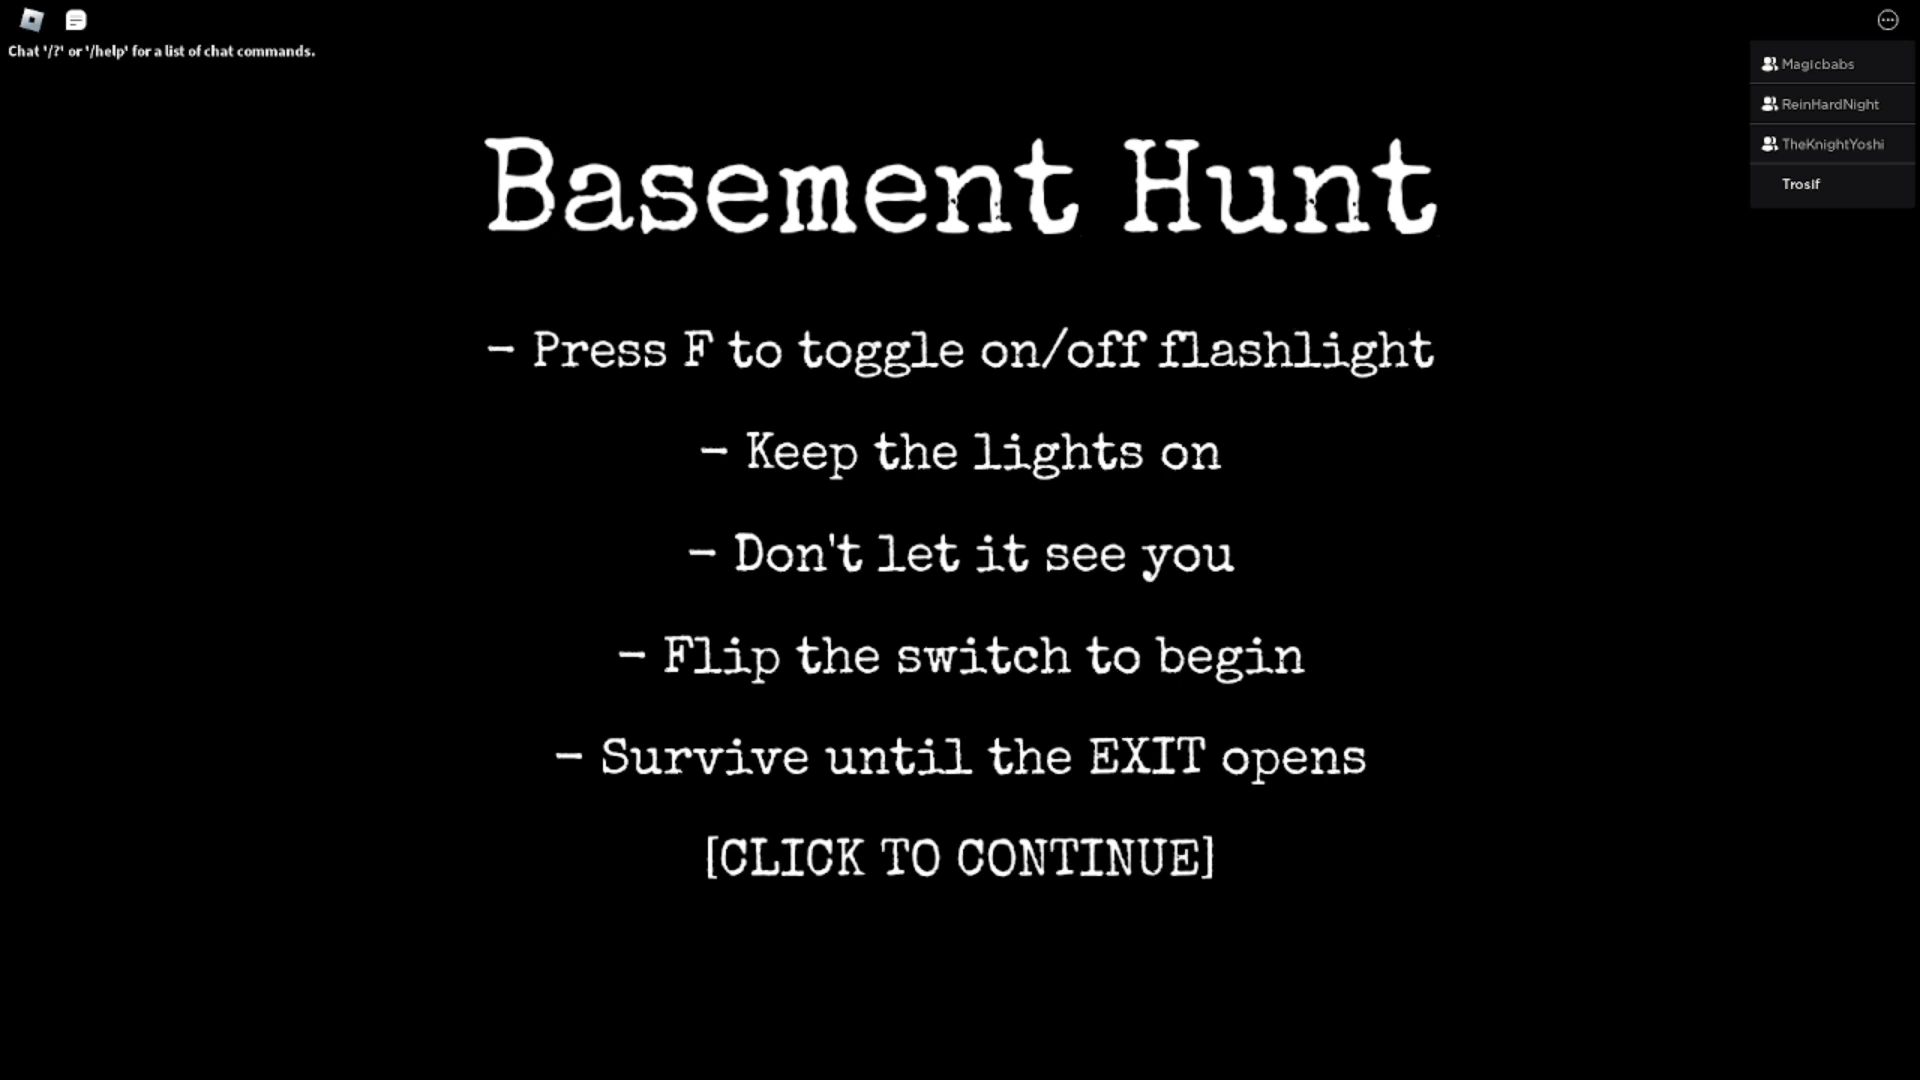 Chat '/?' or '/help' for a list of chat commands.
Magicbabs
ReinHardNight
TheKnightYoshi
Trosif
Basement Hunt
- Press F to toggle on/off flashlight
- Keep the lights on
- Don't let it see you
- Flip the switch to begin
- Survive until the EXIT opens
[CLICK TO CONTINUE]